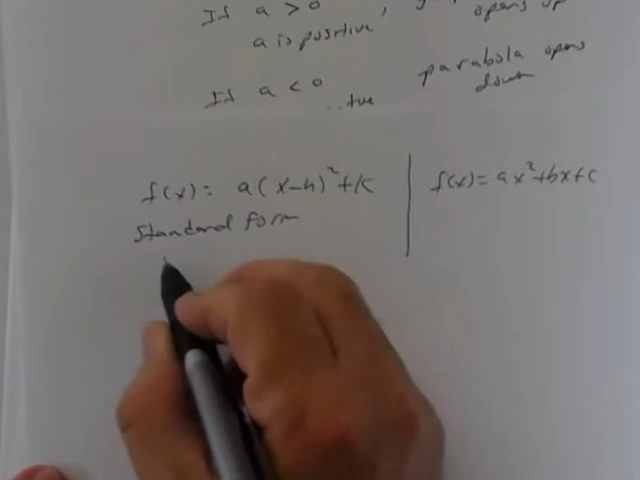 If a > 0
a is positive, opens up
If a < 0 parabola opens
down
f(x) = a(x-h)²+k
Standard form
f(x) = ax²+bx+c